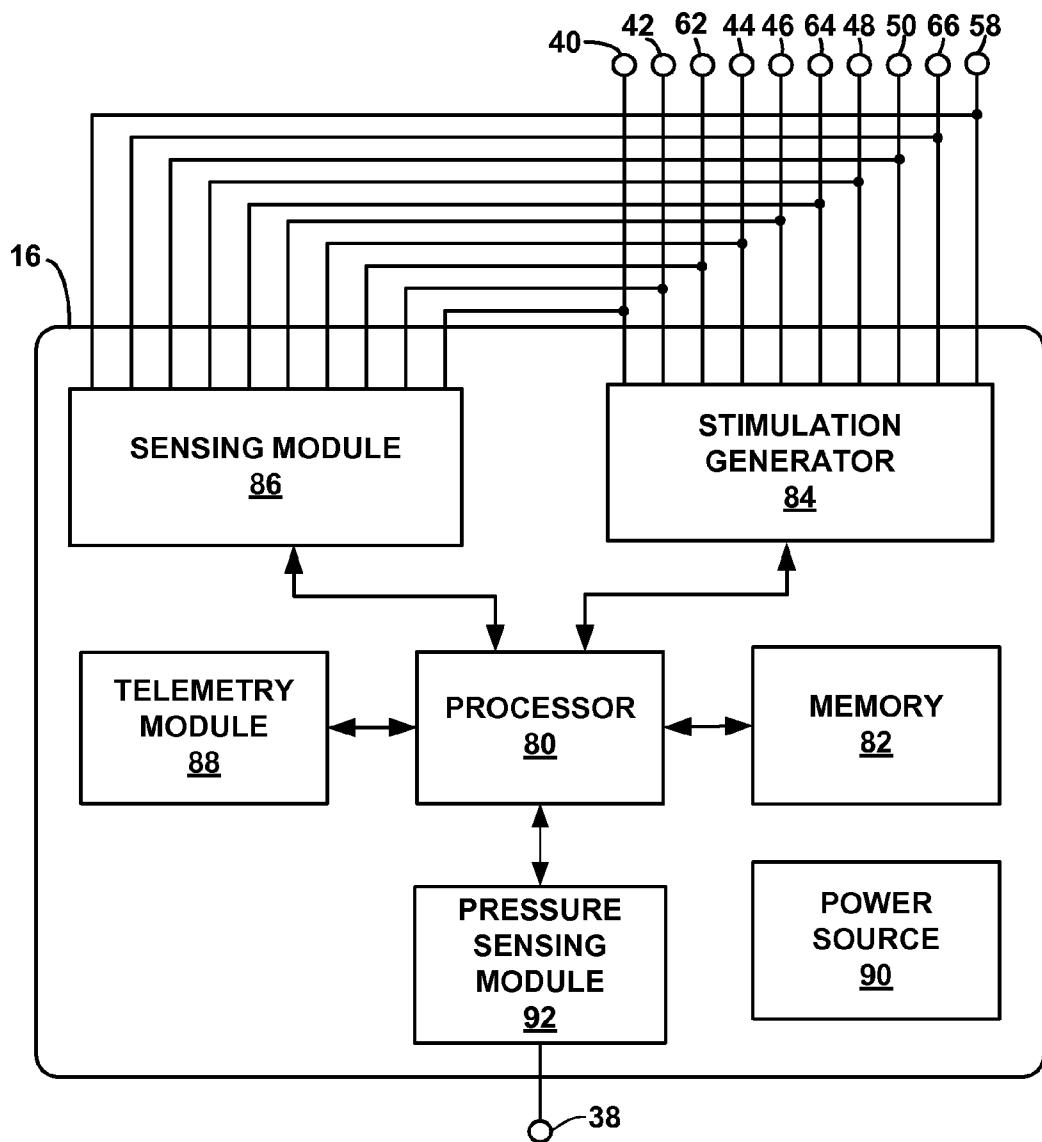 40
42
62
44
46
64
48
50
66
58
16
SENSING MODULE
86
STIMULATION
GENERATOR
84
TELEMETRY
MODULE
88
PROCESSOR
80
MEMORY
82
PRESSURE
SENSING
MODULE
92
POWER
SOURCE
90
38